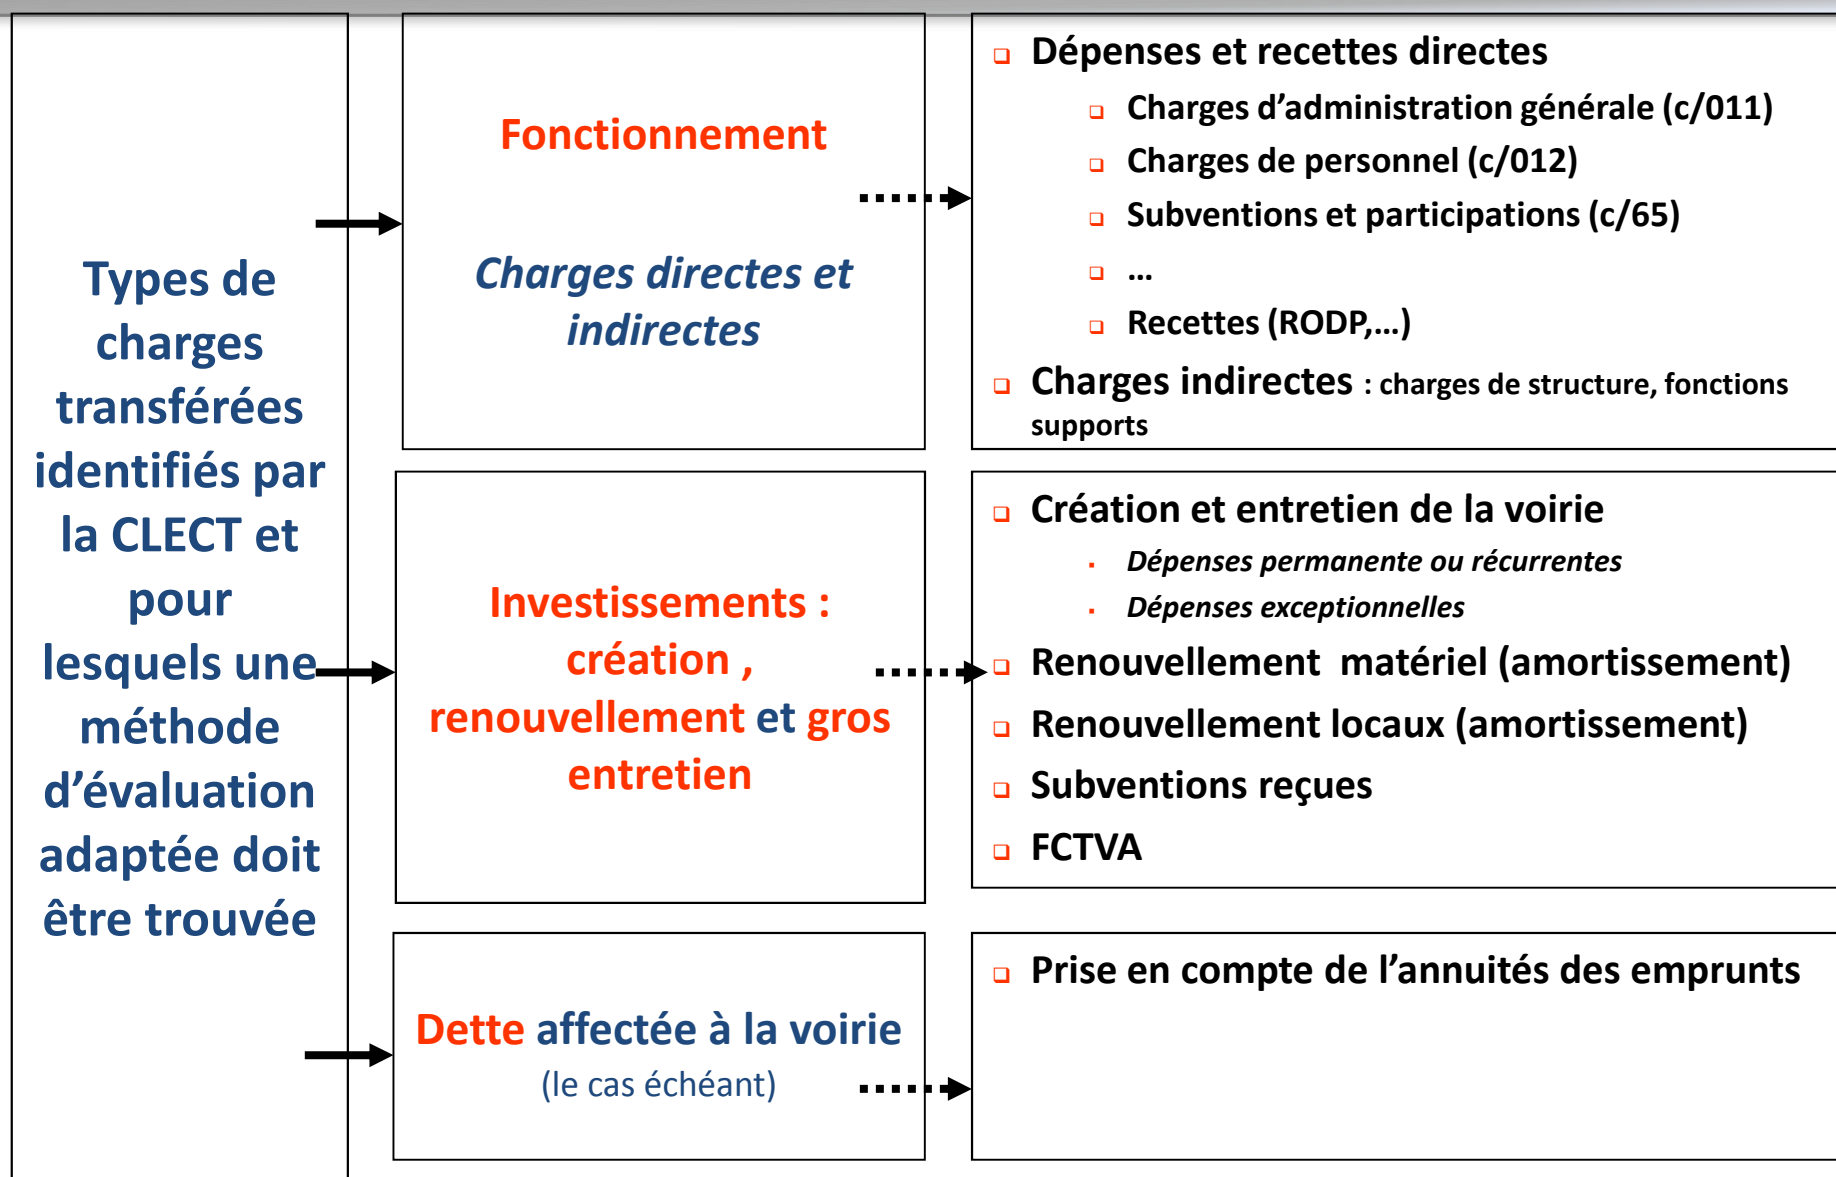 Types de
charges
transférées
identifiés par
la CLECT et
pour
lesquels une
méthode
d'évaluation
adaptée doit
être trouvée
Fonctionnement
Charges directes et
indirectes
Dépenses et recettes directes
Charges d'administration générale (c/011)
Charges de personnel (c/012)
Subventions et participations (c/65)
…
Recettes (RODP,…)
Charges indirectes : charges de structure, fonctions
supports
Investissements :
création ,
renouvellement et gros
entretien
Création et entretien de la voirie
Dépenses permanente ou récurrentes
Dépenses exceptionnelles
Renouvellement  matériel (amortissement)
Renouvellement locaux (amortissement)
Subventions reçues
FCTVA
Dette affectée à la voirie
(le cas échéant)
Prise en compte de l'annuités des emprunts